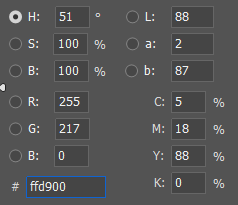 H: 51 ° L: 88
S: 100 % a: 2
B: 100 % b: 87
R: 255 C: 5 %
G: 217 M: 18 %
B: 0 Y: 88 %
# ffd900 K: 0 %